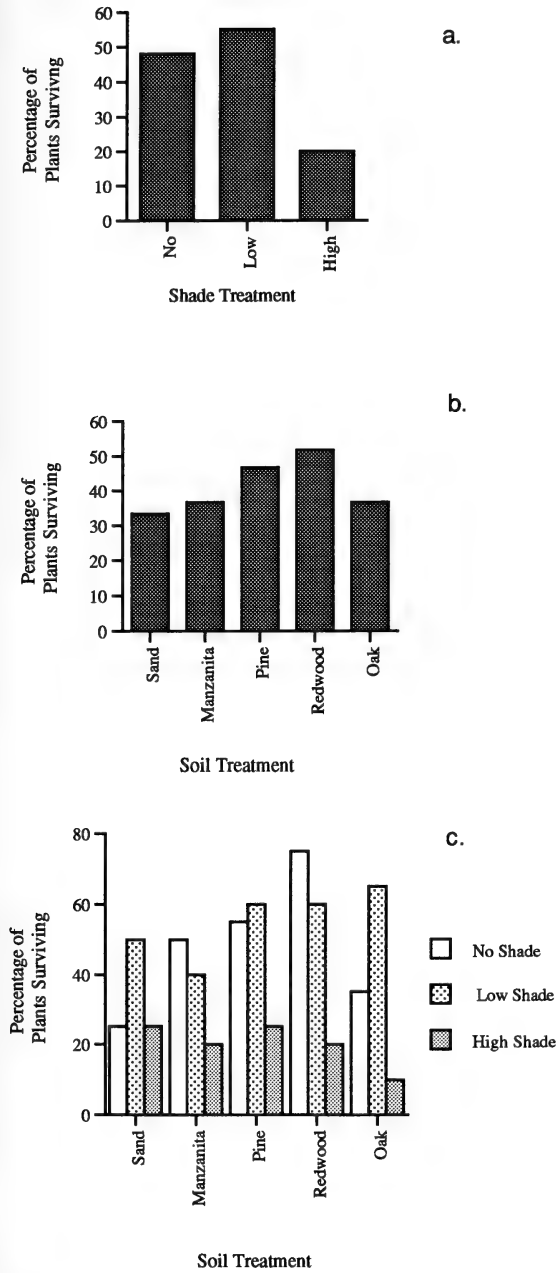 a.
60
50
40
30
20
10
0
Percentage of
Plants Surviving
No
Low
High
Shade Treatment
b.
60
50
40
30
20
10
0
Percentage of
Plants Surviving
Sand
Manzanita
Pine
Redwood
Oak
Soil Treatment
c.
80
60
40
20
0
Percentage of
Plants Surviving
No Shade
Low Shade
High Shade
Sand
Manzanita
Pine
Redwood
Oak
Soil Treatment